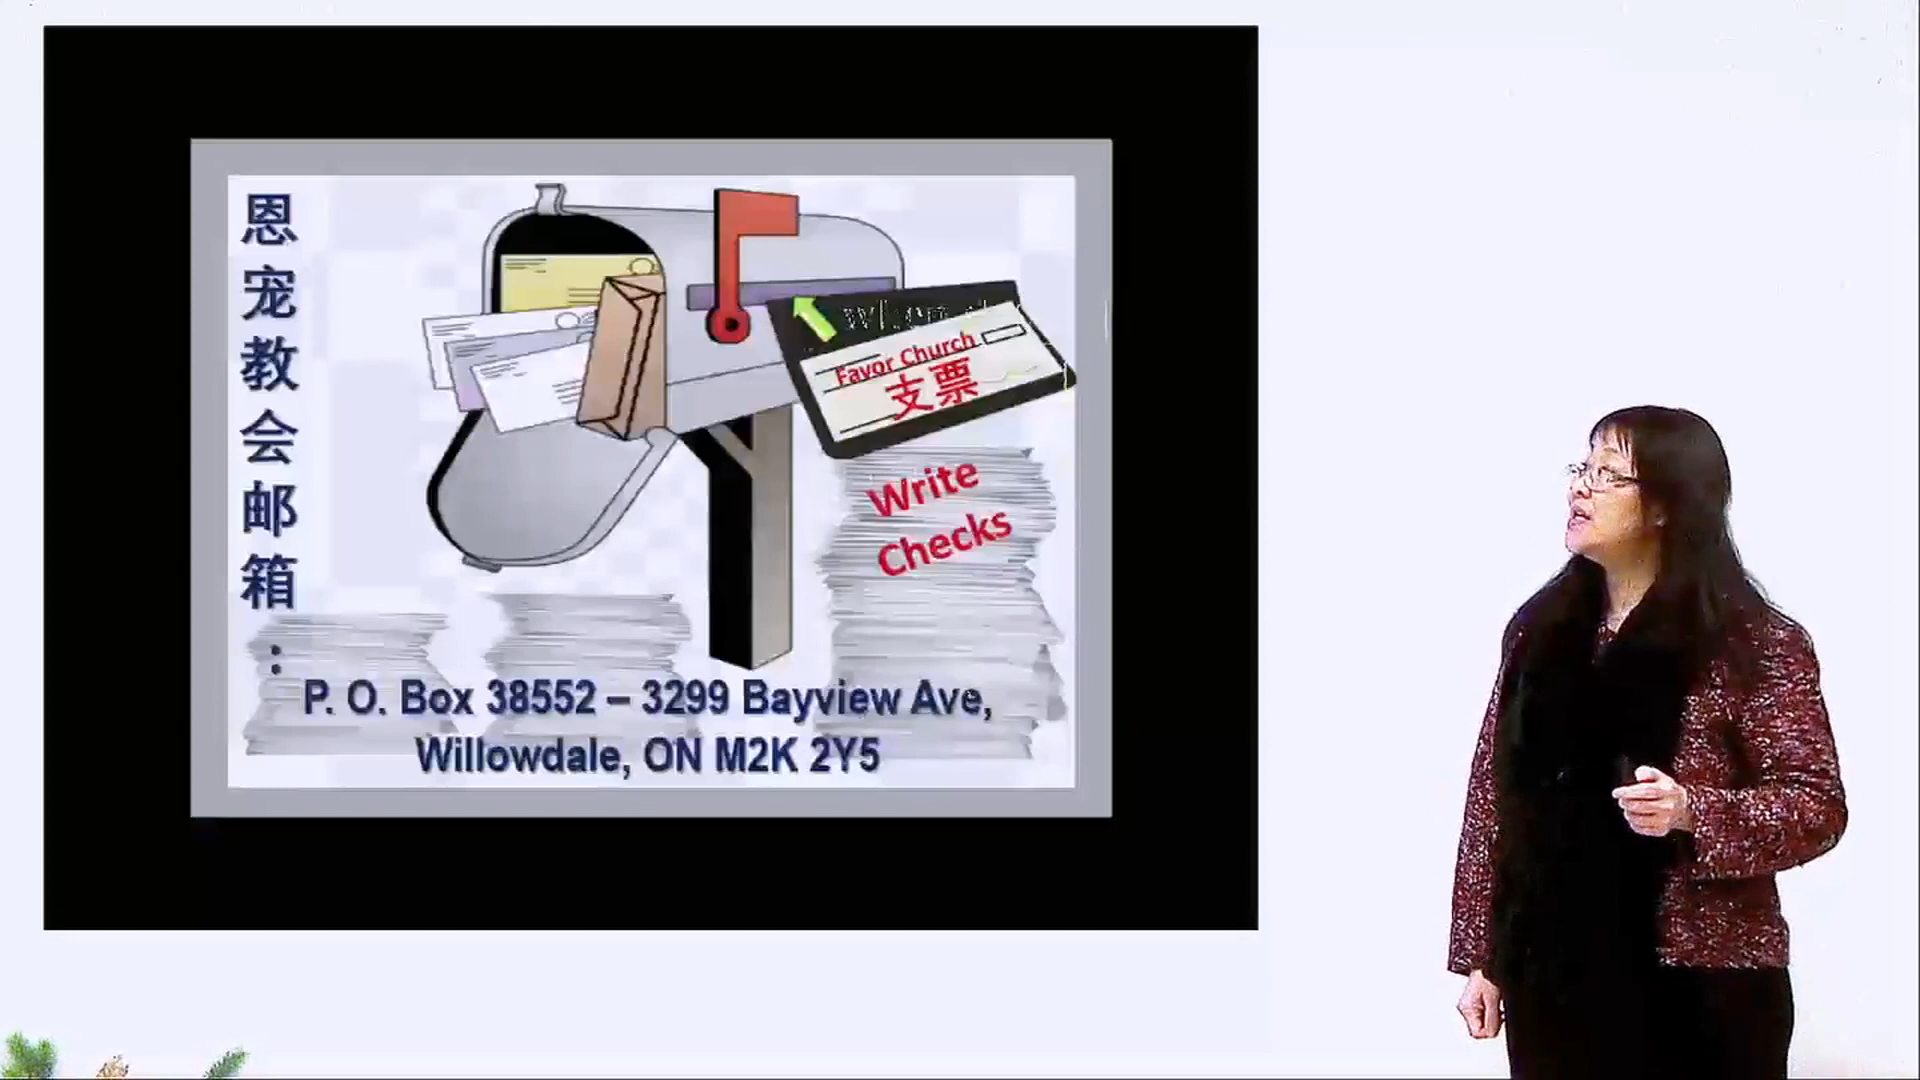 恩宠教会邮箱：
Favor Church
支票
Write
Checks
P. O. Box 38552 – 3299 Bayview Ave,
Willowdale, ON M2K 2Y5